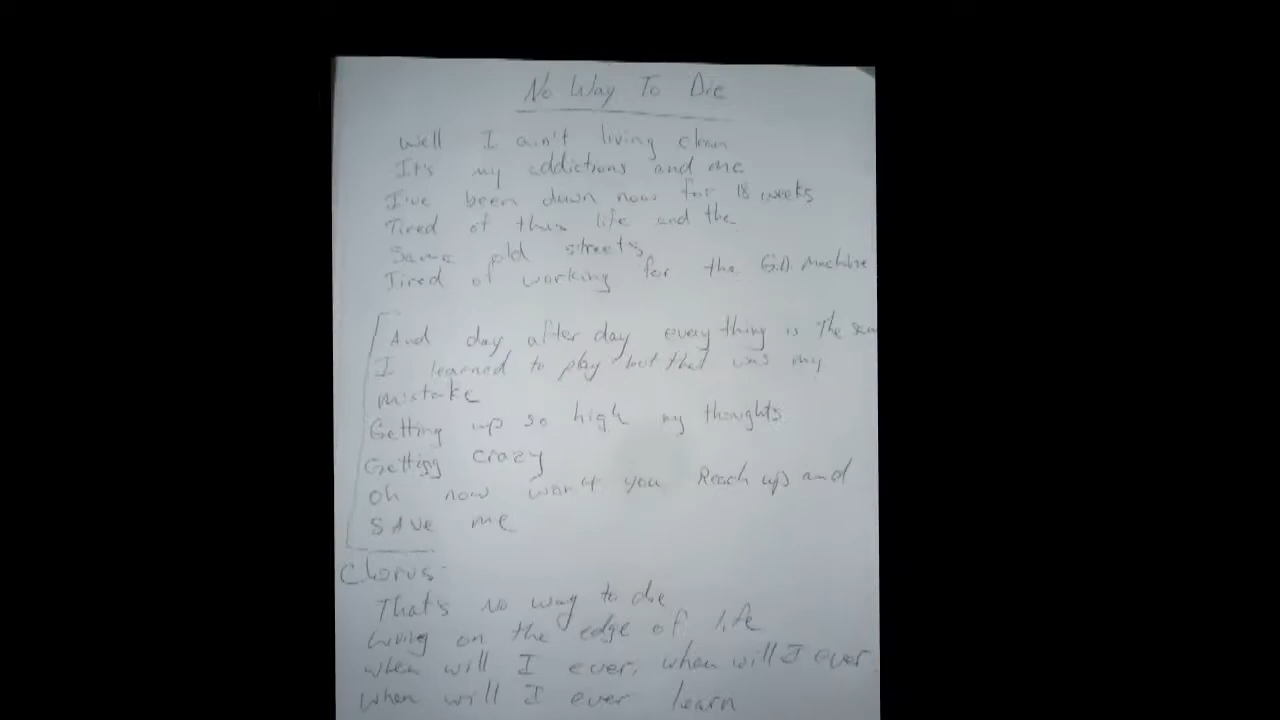 No Way To Die
Well I ain't living clean
It's my addictions and me
I've been down now for 18 weeks
Tired of this life and the
Same old streets
Tired of working for the G.D. Machine
And day after day everything is The
I learned to play but that was my
mistake
Getting up so high my thoughts
Getting crazy
Oh now won't you Reach up and
SAVE me
Chorus
That's no way to die
Living on the edge of life
when will I ever, when will I ever
when will I ever learn